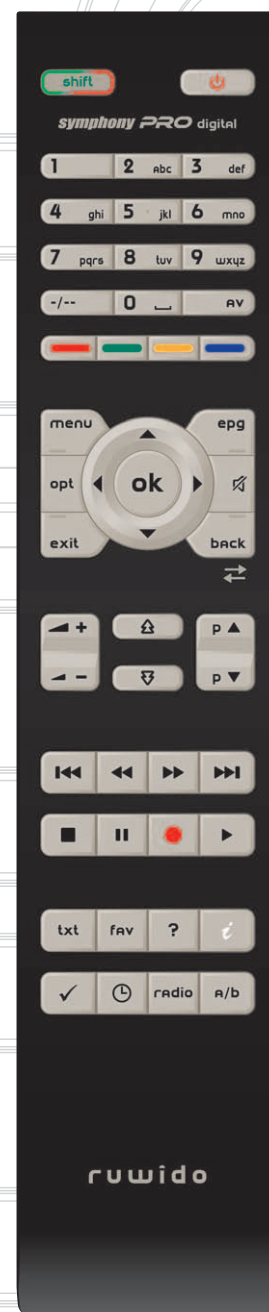 shift
symphony PRO digital
1 2 abc 3 def
4 ghi 5 jkl 6 mno
7 pqrs 8 tuv 9 wxyz
-/-- 0 AV
menu epg
opt ok
exit back
+ p
- p
txt fav ? i
radio A/b
ruwido